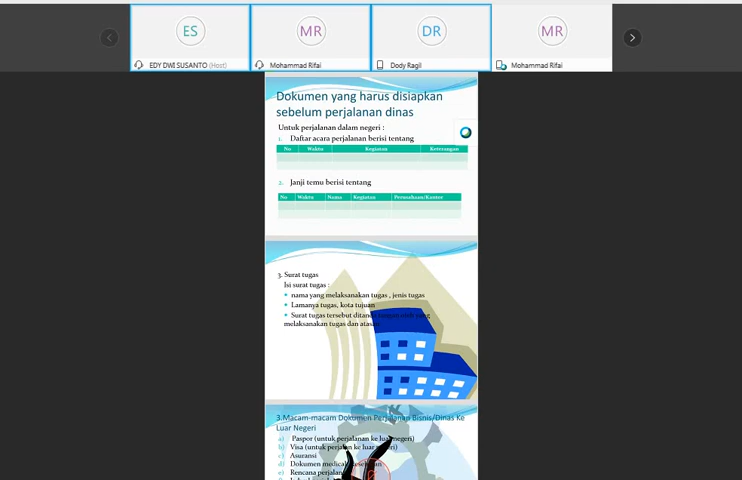 ES
MR
DR
MR
EDY DWI SUSANTO (Host)
Mohammad Rifai
Dody Ragil
Mohammad Rifai
Dokumen yang harus disiapkan
sebelum perjalanan dinas
Untuk perjalanan dalam negeri :
1. Daftar acara perjalanan berisi tentang
No Waktu Kegiatan Keterangan
2. Janji temu berisi tentang
No Waktu Nama Kegiatan Perusahaan/Kantor
3. Surat tugas
Isi surat tugas :
• nama yang melaksanakan tugas , jenis tugas
• Lamanya tugas, kota tujuan
• Surat tugas tersebut ditanda tangan oleh yang
melaksanakan tugas dan atasan
3.Macam-macam Dokumen Perjalanan Bisnis/Dinas Ke
Luar Negeri
a) Paspor (untuk perjalanan ke luar negeri)
b) Visa (untuk perjalan ke luar negeri)
c) Asuransi
d) Dokumen medical kesehatan
e) Rencana perjalanan